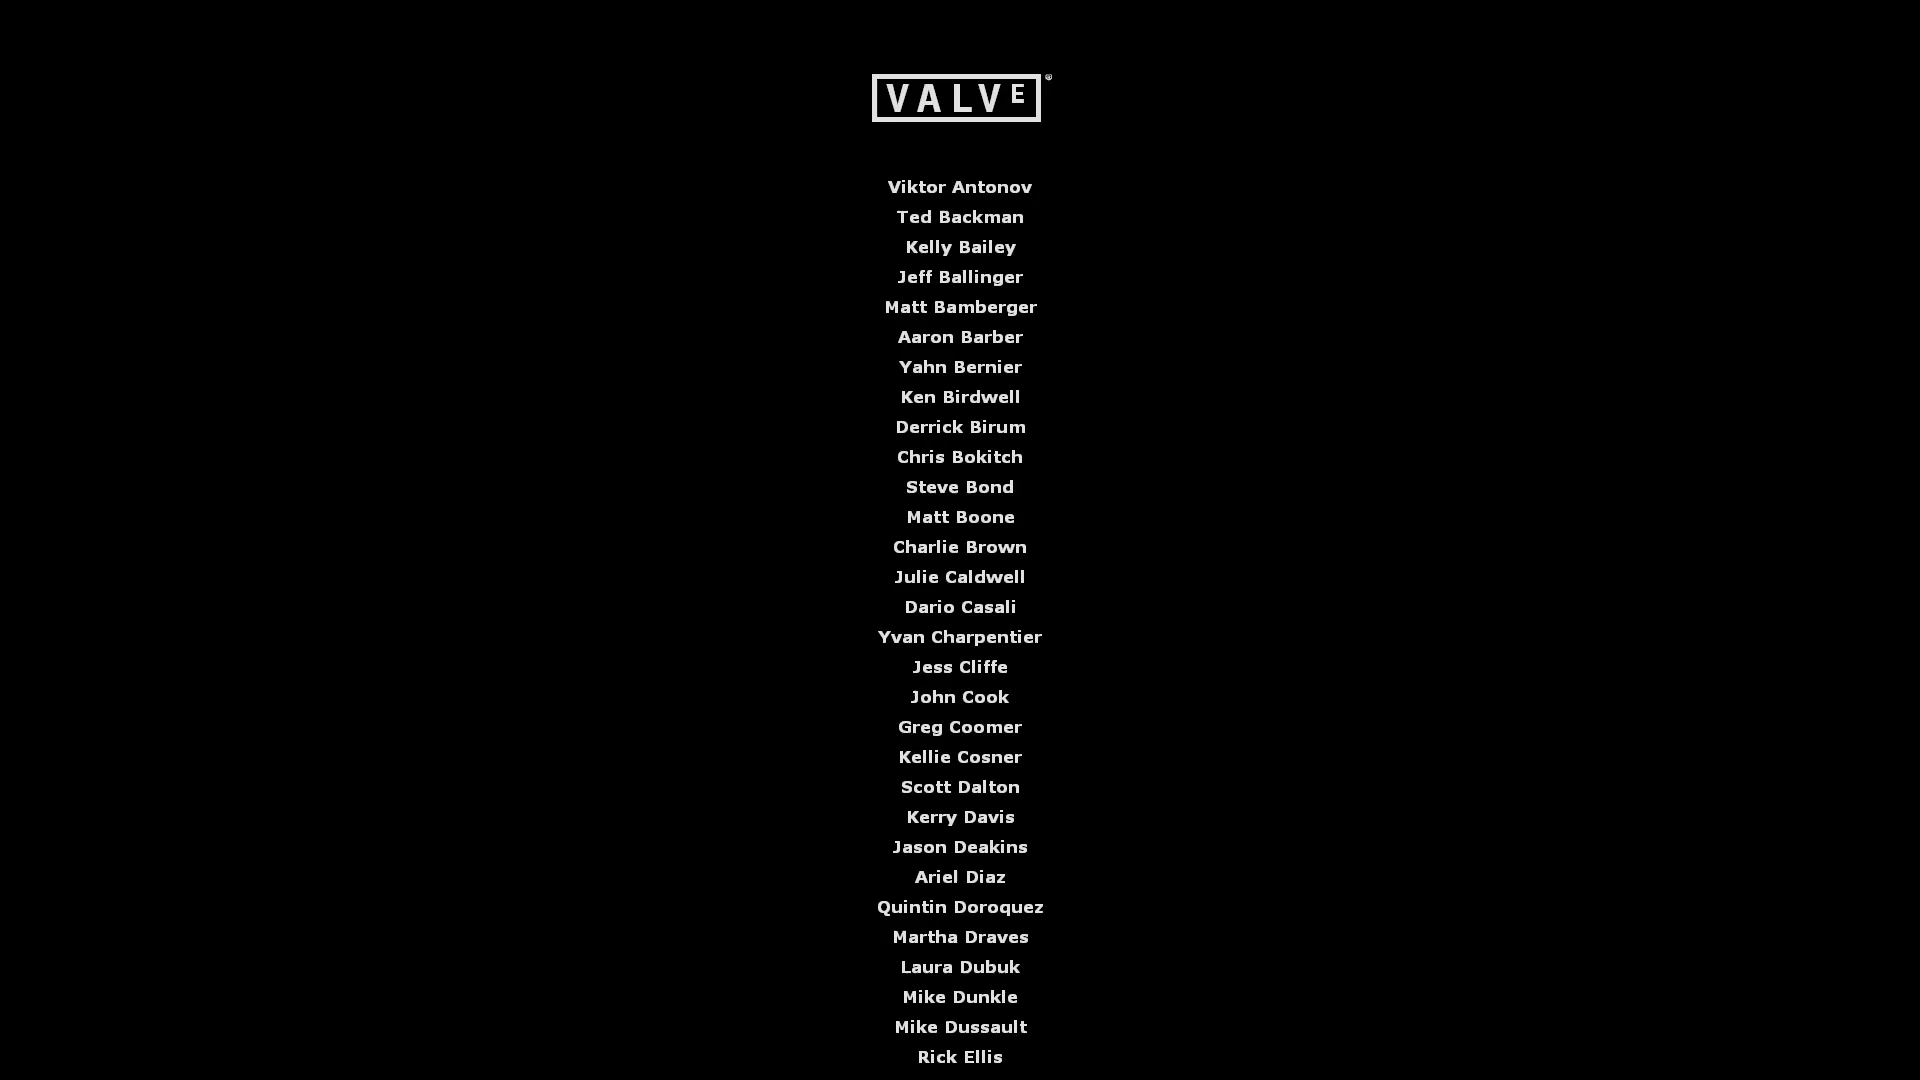 VALVE®
Viktor Antonov
Ted Backman
Kelly Bailey
Jeff Ballinger
Matt Bamberger
Aaron Barber
Yahn Bernier
Ken Birdwell
Derrick Birum
Chris Bokitch
Steve Bond
Matt Boone
Charlie Brown
Julie Caldwell
Dario Casali
Yvan Charpentier
Jess Cliffe
John Cook
Greg Coomer
Kellie Cosner
Scott Dalton
Kerry Davis
Jason Deakins
Ariel Diaz
Quintin Doroquez
Martha Draves
Laura Dubuk
Mike Dunkle
Mike Dussault
Rick Ellis